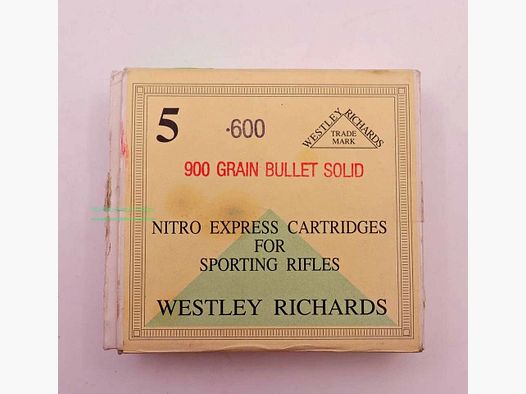 5
.600
WESTLEY RICHARDS
TRADE
MARK
900 GRAIN BULLET SOLID
NITRO EXPRESS CARTRIDGES
FOR
SPORTING RIFLES
WESTLEY RICHARDS